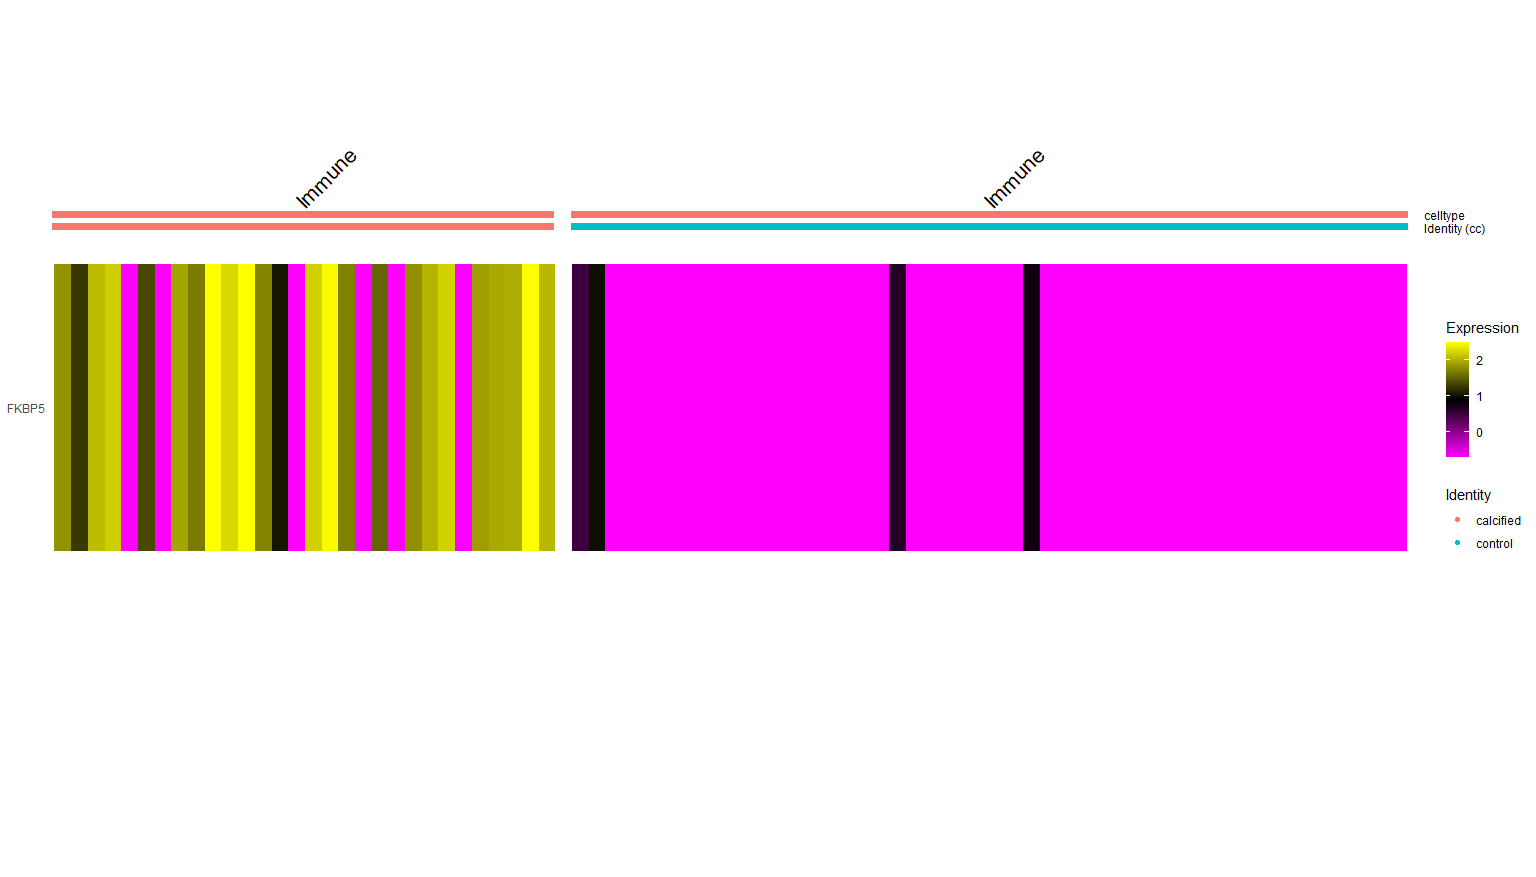 Immune
Immune
celltype
Identity (cc)
FKBP5
Expression
2
1
0
Identity
calcified
control